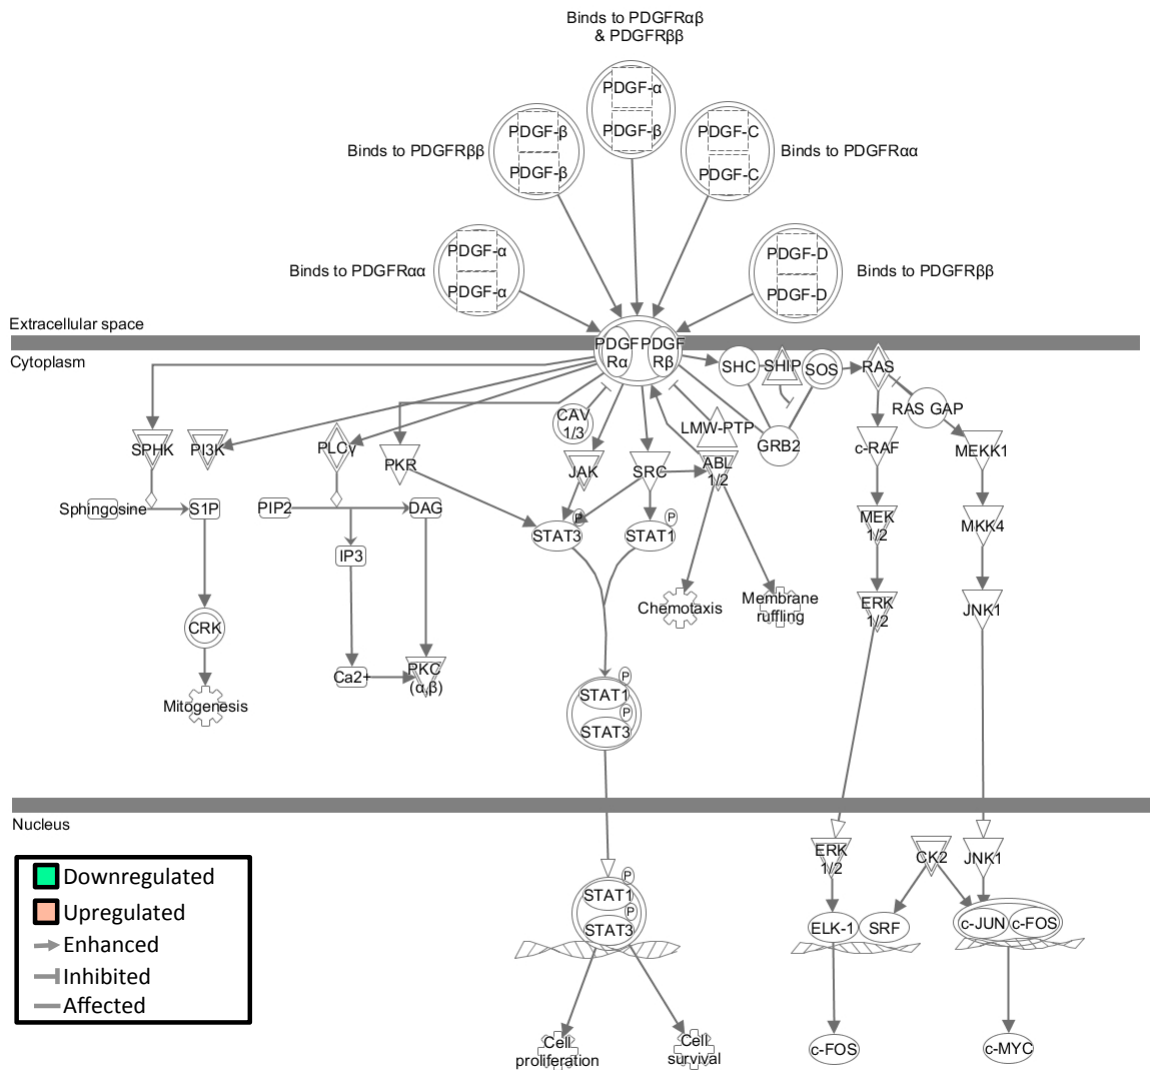 Binds to PDGFRαβ
& PDGFRββ
PDGF-α
PDGF-β
PDGF-β
PDGF-β
Binds to PDGFRββ
PDGF-C
PDGF-C
Binds to PDGFRαα
PDGF-α
PDGF-α
Binds to PDGFRαα
PDGF-D
PDGF-D
Binds to PDGFRββ
Extracellular space
Cytoplasm
PDGF
Rα
PDGF
Rβ
SHC
SHIP
SOS
RAS
RAS GAP
CAV
1/3
LMW-PTP
GRB2
c-RAF
MEKK1
SPHK
PI3K
PLCγ
PKR
JAK
SRC
ABL
1/2
Sphingosine
S1P
PIP2
DAG
IP3
STAT3
P
STAT1
P
MEK
1/2
MKK4
Chemotaxis
Membrane
ruffling
ERK
1/2
JNK1
CRK
Ca2+
PKC
(α,β)
Mitogenesis
P
STAT1
P
STAT3
Nucleus
ERK
1/2
CK2
JNK1
P
STAT1
P
STAT3
ELK-1
SRF
c-JUN
c-FOS
Cell
proliferation
Cell
survival
c-FOS
c-MYC
Downregulated
Upregulated
Enhanced
Inhibited
Affected